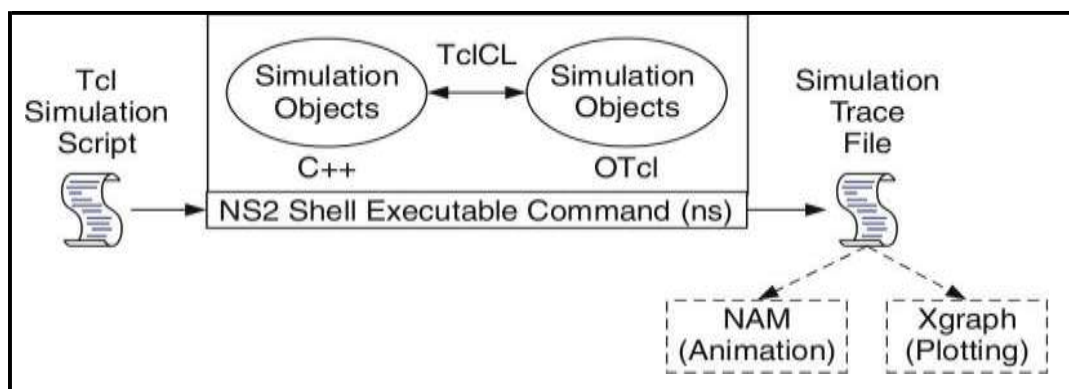 Tcl
Simulation
Script
Simulation
Objects
C++
TclCL
Simulation
Objects
OTcl
NS2 Shell Executable Command (ns)
Simulation
Trace
File
NAM
(Animation)
Xgraph
(Plotting)